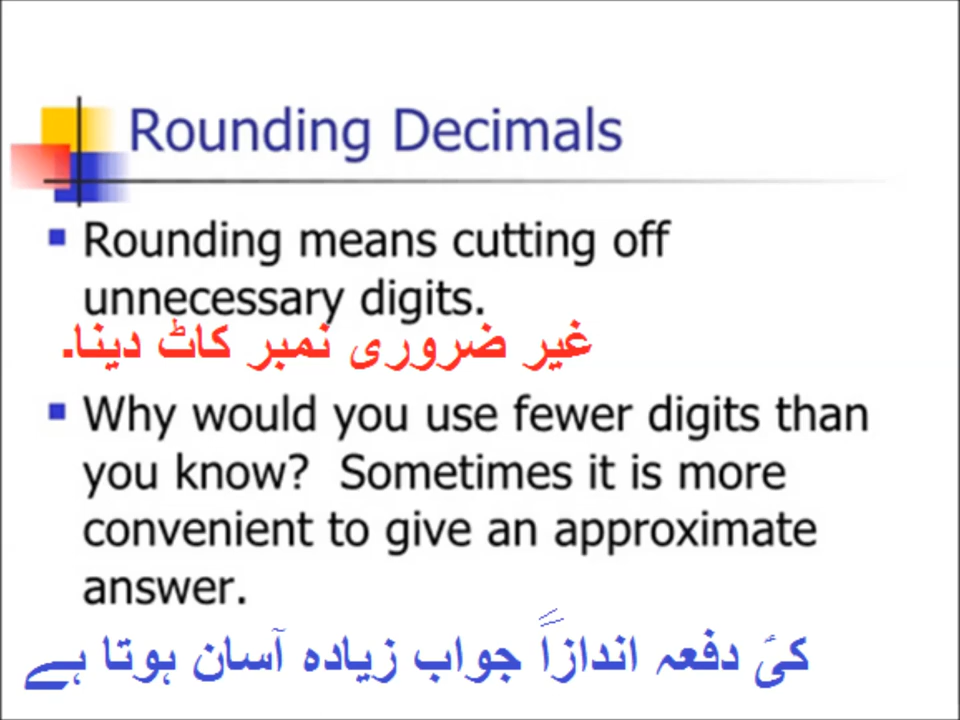 Rounding Decimals
Rounding means cutting off
unnecessary digits.
غیر ضروری نمبر کاٹ دینا۔
Why would you use fewer digits than
you know? Sometimes it is more
convenient to give an approximate
answer.
کئ دفعہ اندازاً جواب زیادہ آسان ہوتا ہے